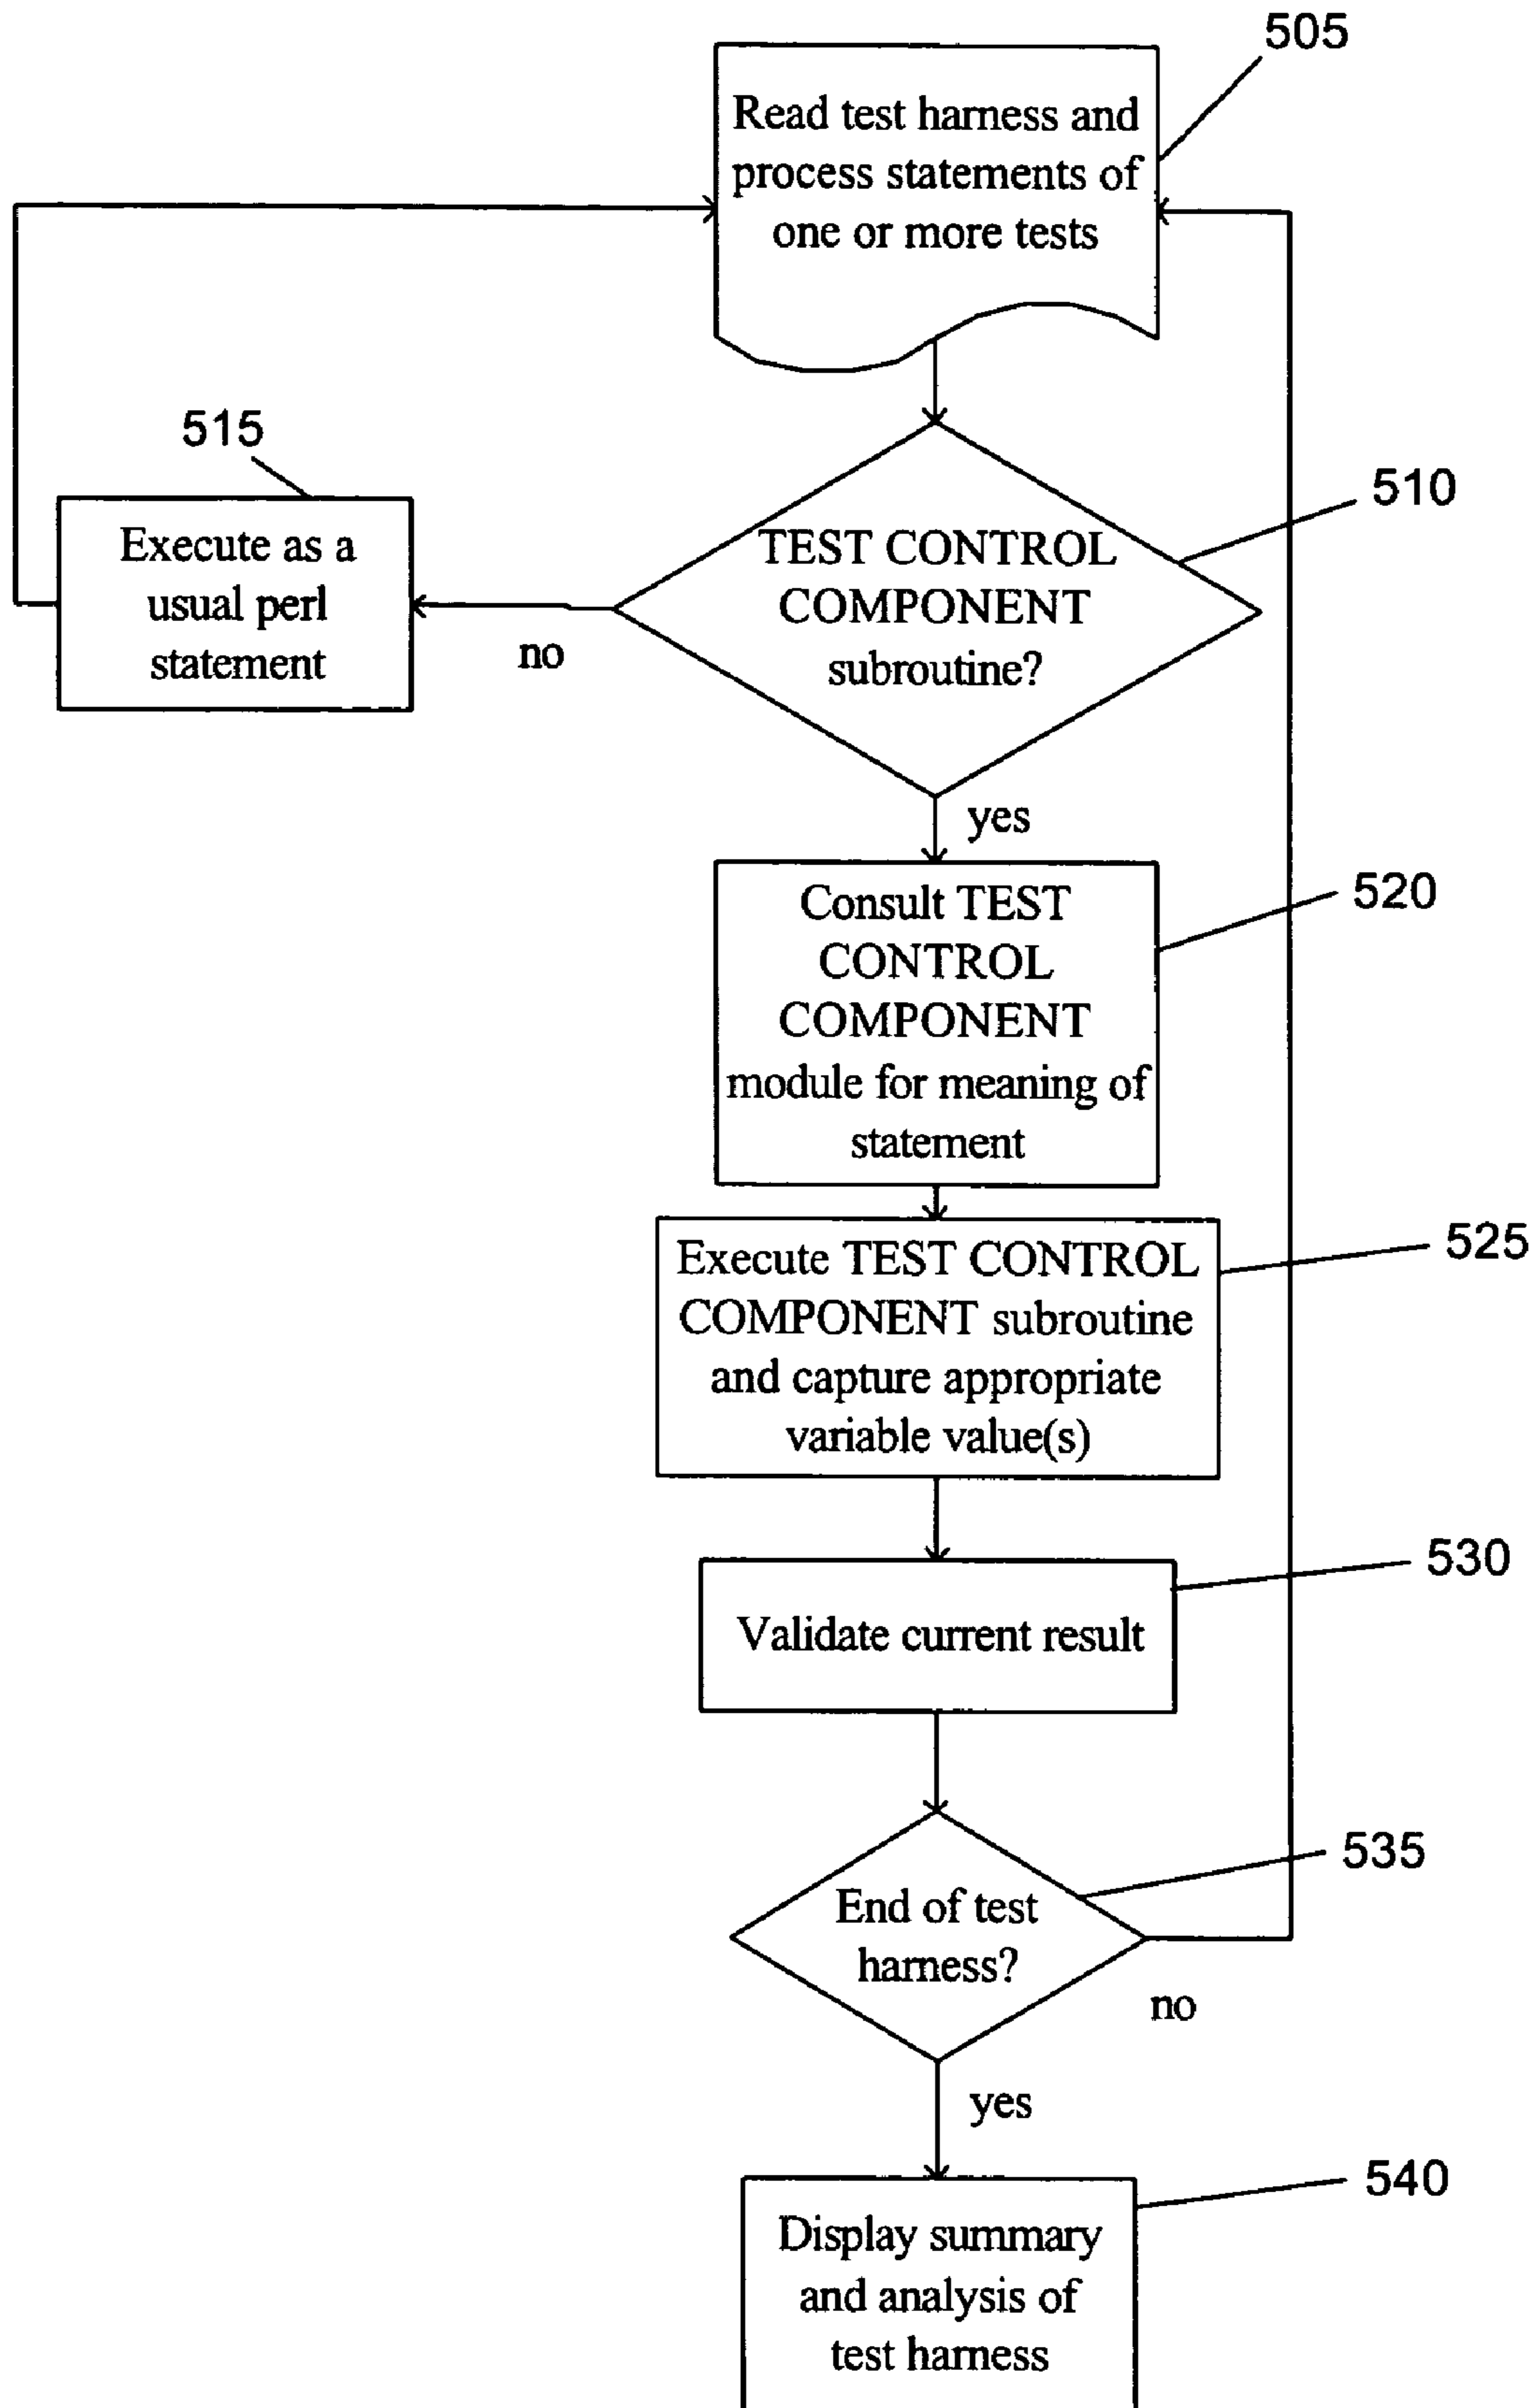 505
Read test harness and
process statements of
one or more tests
515
510
Execute as a
usual perl
statement
no
TEST CONTROL
COMPONENT
subroutine?
yes
520
Consult TEST
CONTROL
COMPONENT
module for meaning of
statement
525
Execute TEST CONTROL
COMPONENT subroutine
and capture appropriate
variable value(s)
530
Validate current result
535
End of test
harness?
no
yes
540
Display summary
and analysis of
test harness